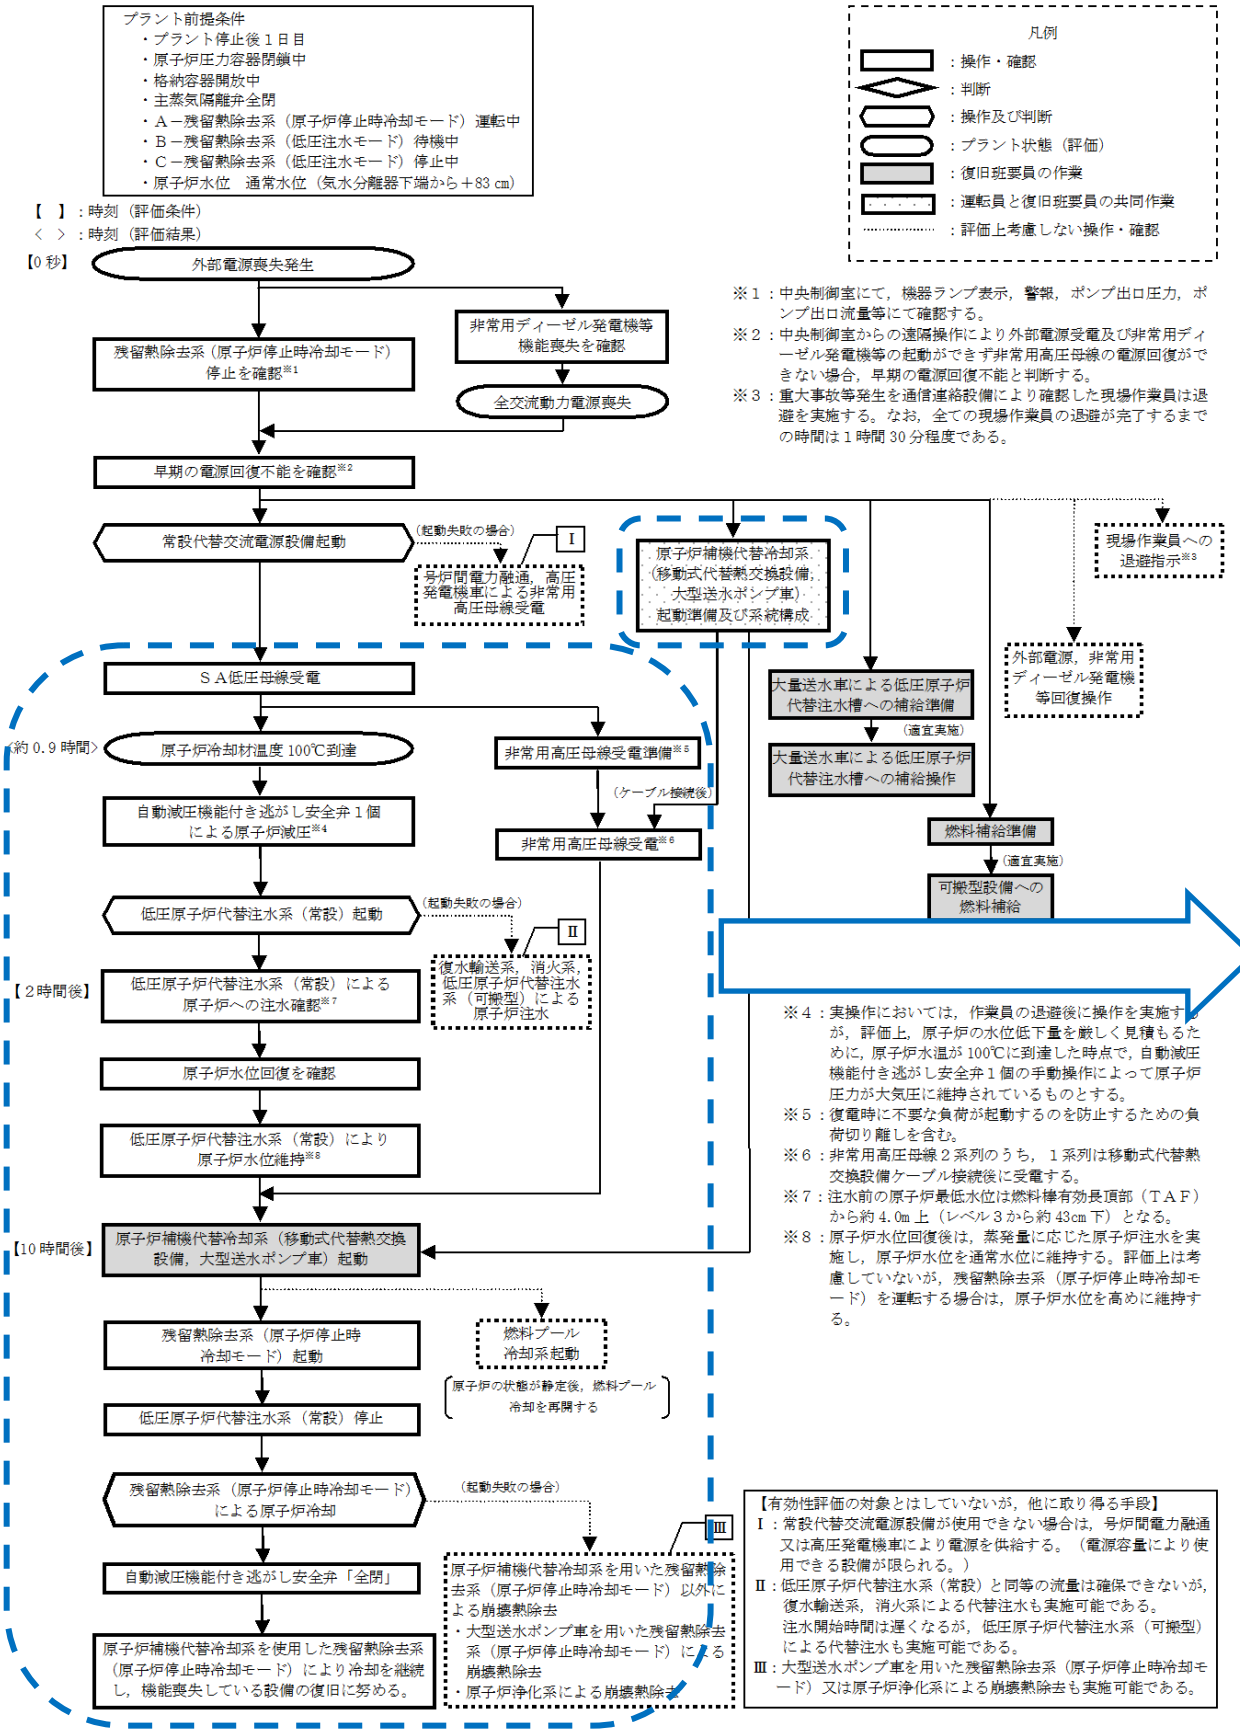 プラント前提条件
・プラント停止後１日目
・原子炉圧力容器閉鎖中
・格納容器開放中
・主蒸気隔離弁全閉
・Ａ－残留熱除去系（原子炉停止時冷却モード）運転中
・Ｂ－残留熱除去系（低圧注水モード）待機中
・Ｃ－残留熱除去系（低圧注水モード）停止中
・原子炉水位　通常水位（気水分離器下端から＋83 cm）
凡例
：操作・確認
：判断
：操作及び判断
：プラント状態（評価）
：復旧班要員の作業
：運転員と復旧班要員の共同作業
：評価上考慮しない操作・確認
【　】：時刻（評価条件）
＜　＞：時刻（評価結果）
【0 秒】
外部電源喪失発生
非常用ディーゼル発電機等
機能喪失を確認
残留熱除去系（原子炉停止時冷却モード）
停止を確認※1
全交流動力電源喪失
早期の電源回復不能を確認※2
※１：中央制御室にて，機器ランプ表示，警報，ポンプ出口圧力，ポ
ンプ出口流量等にて確認する。
※２：中央制御室からの遠隔操作により外部電源受電及び非常用ディ
ーゼル発電機等の起動ができず非常用高圧母線の電源回復がで
きない場合，早期の電源回復不能と判断する。
※３：重大事故等発生を通信連絡設備により確認した現場作業員は退
避を実施する。なお，全ての現場作業員の退避が完了するまで
の時間は１時間 30 分程度である。
常設代替交流電源設備起動
（起動失敗の場合）
Ⅰ
号炉間電力融通，高圧
発電機車による非常用
高圧母線受電
原子炉補機代替冷却系
（移動式代替熱交換設備，
大型送水ポンプ車）
起動準備及び系統構成
現場作業員への
退避指示※3
外部電源，非常用
ディーゼル発電機
等回復操作
ＳＡ低圧母線受電
大量送水車による低圧原子炉
代替注水槽への補給準備
（適宜実施）
大量送水車による低圧原子炉
代替注水槽への補給操作
＜約 0.9 時間＞
原子炉冷却材温度 100℃到達
非常用高圧母線受電準備※5
（ケーブル接続後）
自動減圧機能付き逃がし安全弁１個
による原子炉減圧※4
非常用高圧母線受電※6
燃料補給準備
（適宜実施）
可搬型設備への
燃料補給
低圧原子炉代替注水系（常設）起動
（起動失敗の場合）
Ⅱ
復水輸送系，消火系，
低圧原子炉代替注水
系（可搬型）による
原子炉注水
【２時間後】
低圧原子炉代替注水系（常設）による
原子炉への注水確認※7
原子炉水位回復を確認
低圧原子炉代替注水系（常設）により
原子炉水位維持※8
※４：実操作においては，作業員の退避後に操作を実施する
が，評価上，原子炉の水位低下量を厳しく見積もるた
めに，原子炉水温が 100℃に到達した時点で，自動減圧
機能付き逃がし安全弁１個の手動操作によって原子炉
圧力が大気圧に維持されているものとする。
※５：復電時に不要な負荷が起動するのを防止するための負
荷切り離しを含む。
※６：非常用高圧母線２系列のうち，１系列は移動式代替熱
交換設備ケーブル接続後に受電する。
※７：注水前の原子炉最低水位は燃料棒有効長頂部（ＴＡＦ）
から約 4.0m 上（レベル３から約 43cm 下）となる。
※８：原子炉水位回復後は，蒸発量に応じた原子炉注水を実
施し，原子炉水位を通常水位に維持する。評価上は考
慮していないが，残留熱除去系（原子炉停止時冷却モ
ード）を運転する場合は，原子炉水位を高めに維持す
る。
【10 時間後】
原子炉補機代替冷却系（移動式代替熱交換
設備，大型送水ポンプ車）起動
残留熱除去系（原子炉停止時
冷却モード）起動
燃料プール
冷却系起動
原子炉の状態が静定後，燃料プール
冷却を再開する
低圧原子炉代替注水系（常設）停止
残留熱除去系（原子炉停止時冷却モード）
による原子炉冷却
（起動失敗の場合）
Ⅲ
原子炉補機代替冷却系を用いた残留熱除
去系（原子炉停止時冷却モード）以外に
よる崩壊熱除去
・大型送水ポンプ車を用いた残留熱除去
系（原子炉停止時冷却モード）による
崩壊熱除去
・原子炉浄化系による崩壊熱除去
自動減圧機能付き逃がし安全弁「全閉」
原子炉補機代替冷却系を使用した残留熱除去系
（原子炉停止時冷却モード）により冷却を継続
し，機能喪失している設備の復旧に努める。
【有効性評価の対象とはしていないが，他に取り得る手段】
Ⅰ：常設代替交流電源設備が使用できない場合は，号炉間電力融通
又は高圧発電機車により電源を供給する。（電源容量により使
用できる設備が限られる。）
Ⅱ：低圧原子炉代替注水系（常設）と同等の流量は確保できないが，
復水輸送系，消火系による代替注水も実施可能である。
注水開始時間は遅くなるが，低圧原子炉代替注水系（可搬型）
による代替注水も実施可能である。
Ⅲ：大型送水ポンプ車を用いた残留熱除去系（原子炉停止時冷却モ
ード）又は原子炉浄化系による崩壊熱除去も実施可能である。